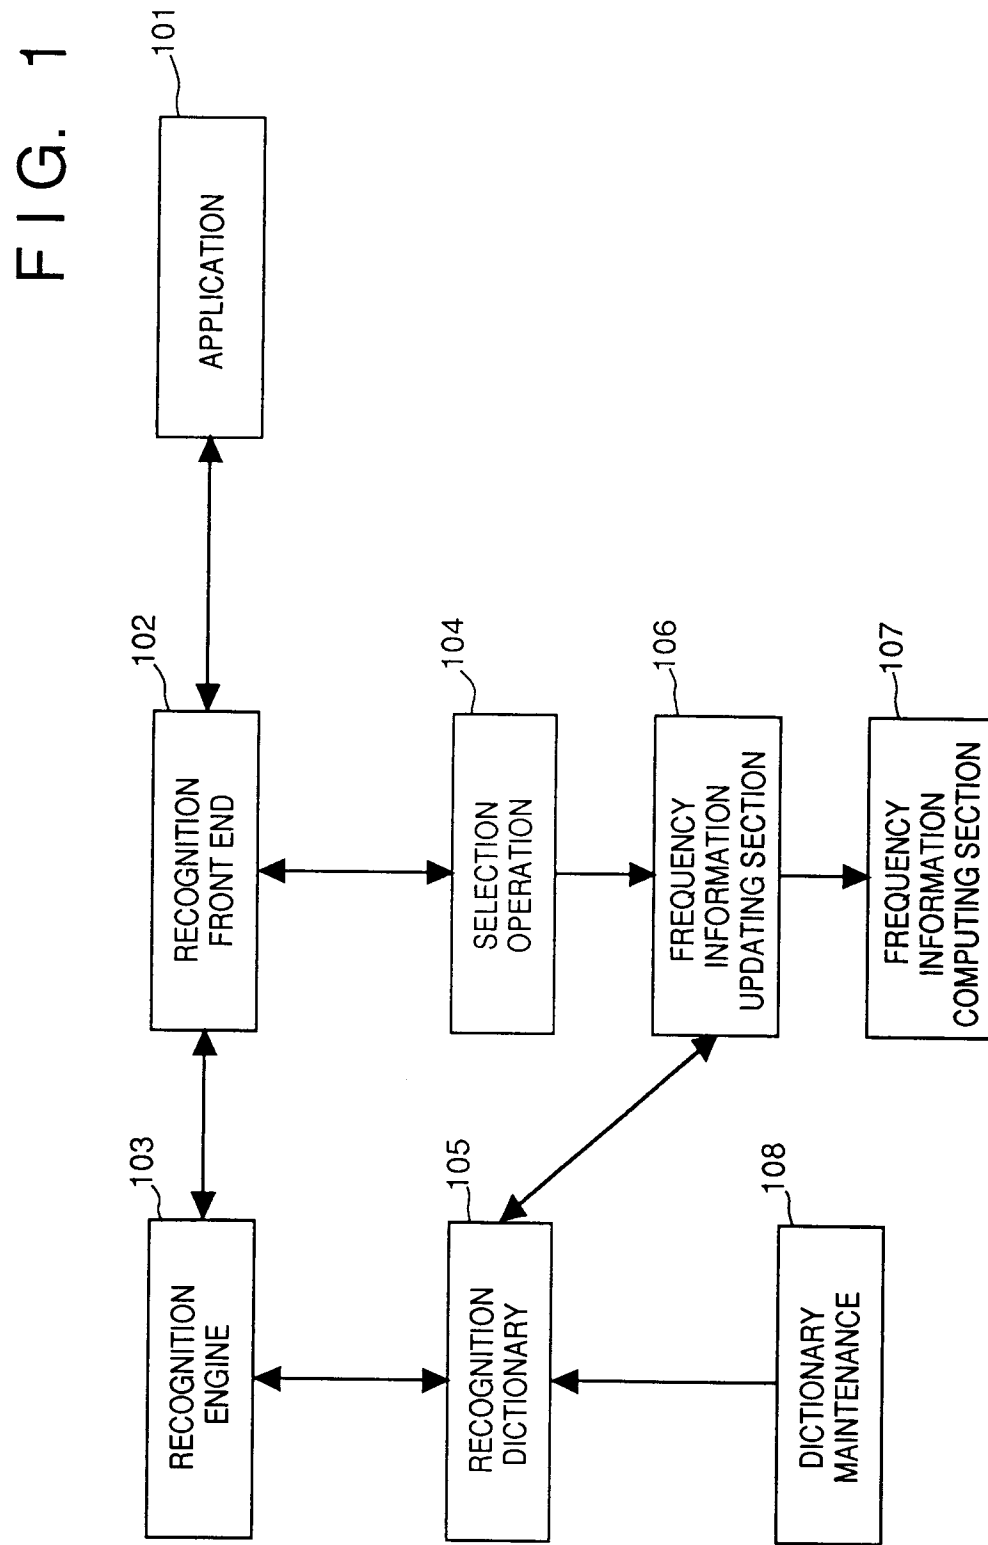 FIG. 1
101
APPLICATION
102
RECOGNITION
FRONT END
103
RECOGNITION
ENGINE
104
SELECTION
OPERATION
105
RECOGNITION
DICTIONARY
106
FREQUENCY
INFORMATION
UPDATING SECTION
107
FREQUENCY
INFORMATION
COMPUTING SECTION
108
DICTIONARY
MAINTENANCE